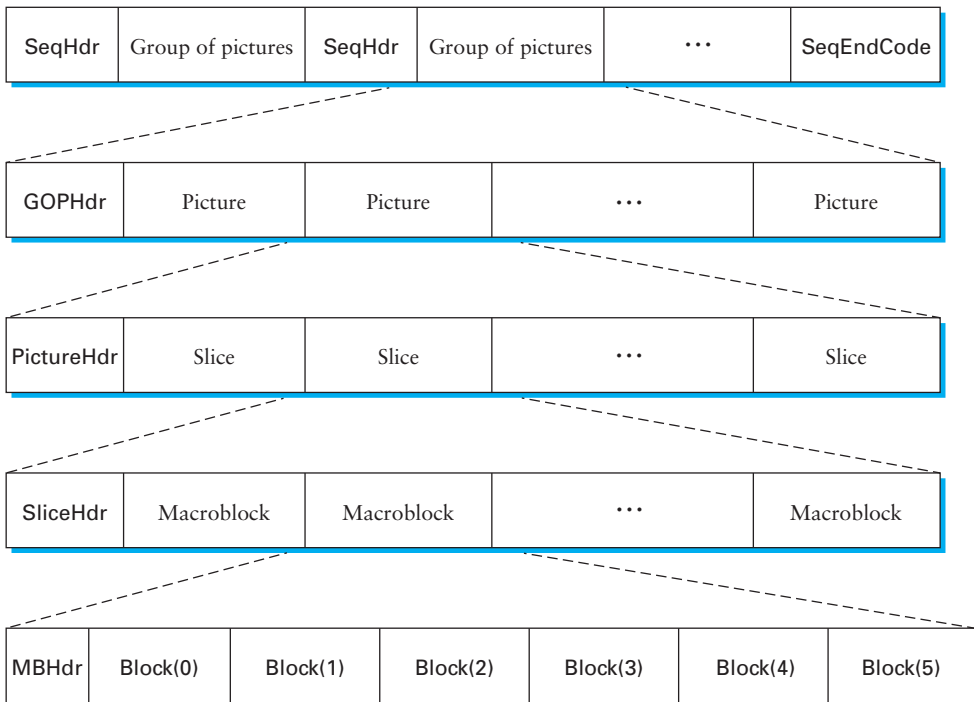 SeqHdr Group of pictures SeqHdr Group of pictures ... SeqEndCode
GOPHdr Picture Picture ... Picture
PictureHdr Slice Slice ... Slice
SliceHdr Macroblock Macroblock ... Macroblock
MBHdr Block(0) Block(1) Block(2) Block(3) Block(4) Block(5)